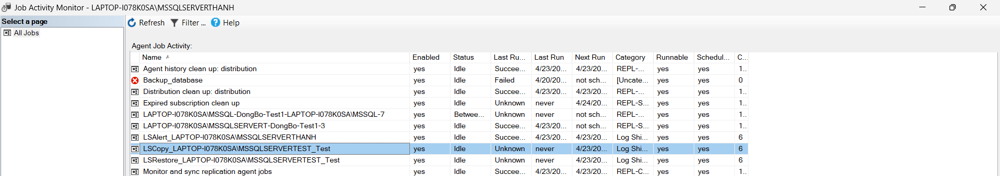 Job Activity Monitor - LAPTOP-I078K0SA\MSSQLSERVERTHANH
Select a page
All Jobs
Refresh Filter ... Help
Agent Job Activity:
Name Enabled Status Last Ru... Last Run Next Run Category Runnable Schedul... C...
Agent history clean up: distribution yes Idle Succee... 4/23/20... 4/23/20... REPL-... yes yes 1..
Backup_database yes Idle Failed 4/20/20... not sch... [Uncate... yes yes 0
Distribution clean up: distribution yes Idle Succee... 4/23/20... 4/23/20... REPL-... yes yes 1..
Expired subscription clean up yes Idle Unknown never 4/24/20... REPL-S... yes yes 1..
LAPTOP-I078K0SA\MSSQL-DongBo-Test1-LAPTOP-I078K0SA\MSSQL-7 yes Betwee... Unknown never not sch... REPL-... yes yes 1..
LAPTOP-I078K0SA\MSSQLSERVERT-DongBo-Test1-3 yes Idle Succee... 4/23/20... not sch... REPL-S... yes yes 1..
LSAlert_LAPTOP-I078K0SA\MSSQLSERVERTHANH yes Idle Succee... 4/23/20... 4/23/20... Log Shi... yes yes 6
LSCopy_LAPTOP-I078K0SA\MSSQLSERVERTEST_Test yes Idle Unknown never 4/23/20... Log Shi... yes yes 6
LSRestore_LAPTOP-I078K0SA\MSSQLSERVERTEST_Test yes Idle Unknown never 4/23/20... Log Shi... yes yes 6
Monitor and sync replication agent jobs yes Idle Succee... 4/23/20... 4/23/20... REPL-C... yes yes 1..